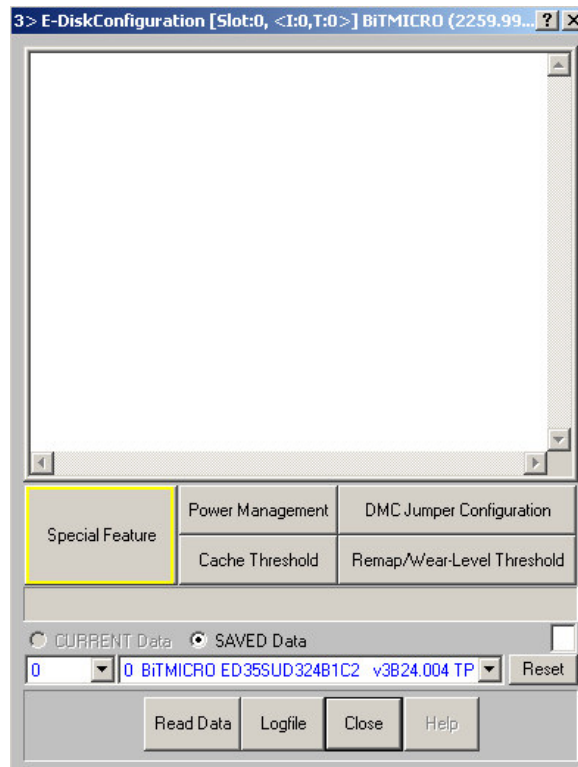 3> E-DiskConfiguration [Slot:0, <I:0,T:0>] BiTMICRO (2259.99...
Special Feature
Power Management
DMC Jumper Configuration
Cache Threshold
Remap/Wear-Level Threshold
CURRENT Data SAVED Data
0 0 BiTMICRO ED35SUD324B1C2 v3B24.004 TP Reset
Read Data Logfile Close Help